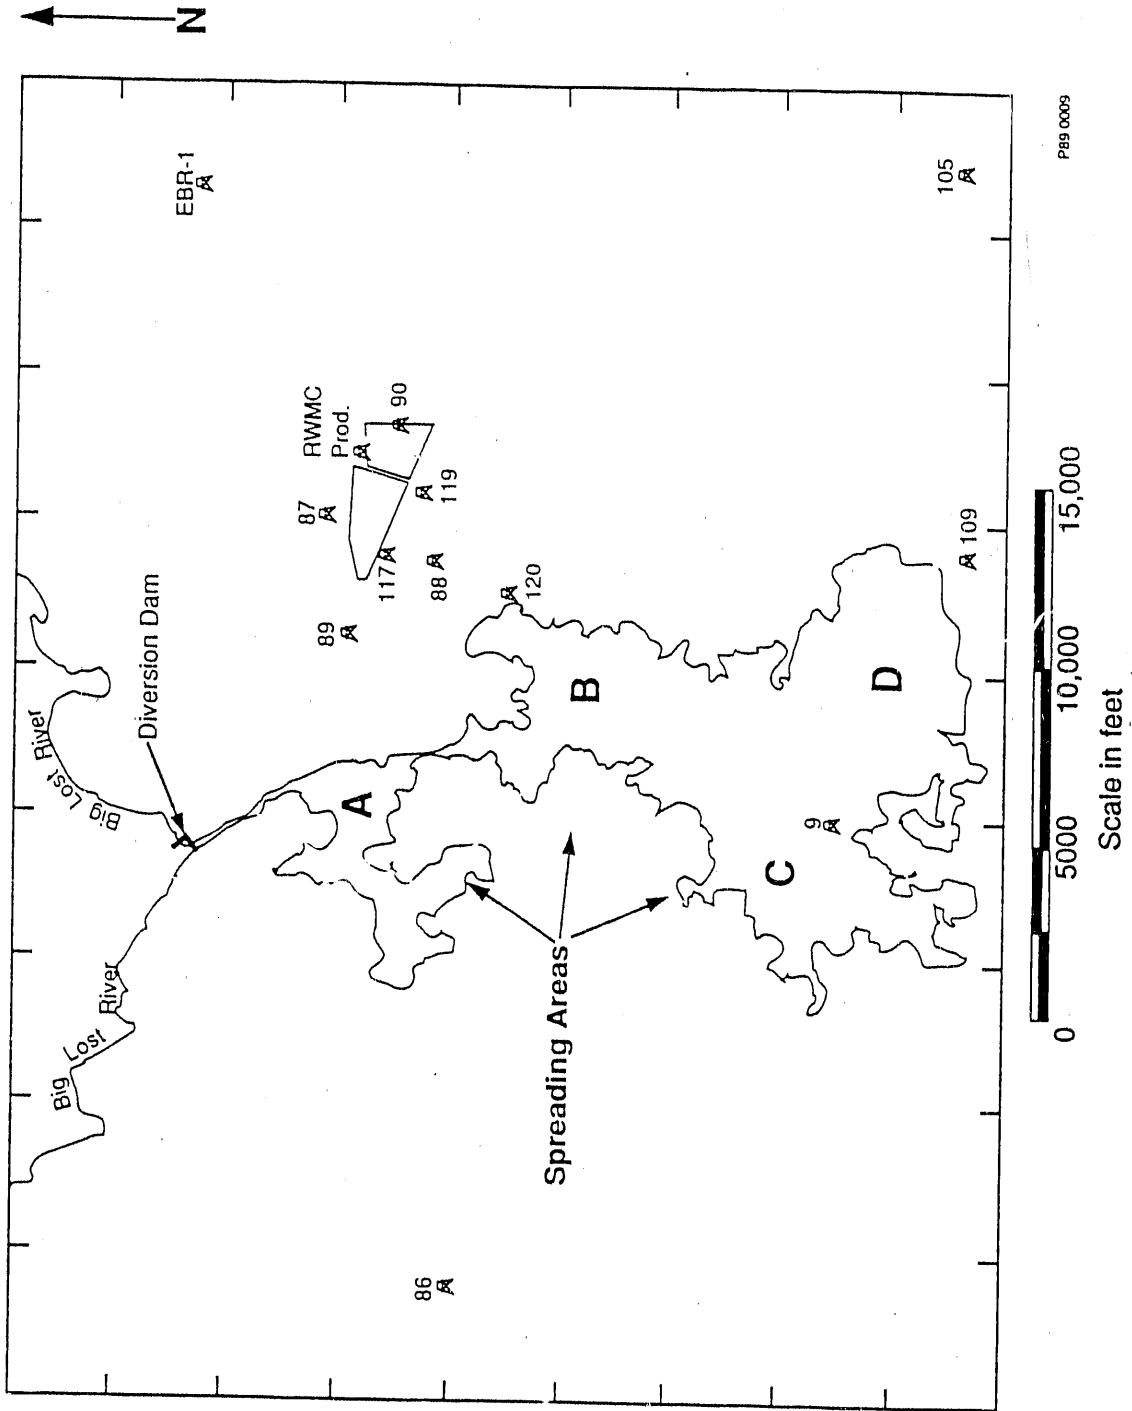 N
EBR-1
105
P89 0009
RWMC
Prod.
90
87
119
117
88
89
120
109
Diversion Dam
Big Lost River
Big Lost River
A
B
C
D
9
Spreading Areas
86
0
5000
10,000
15,000
Scale in feet